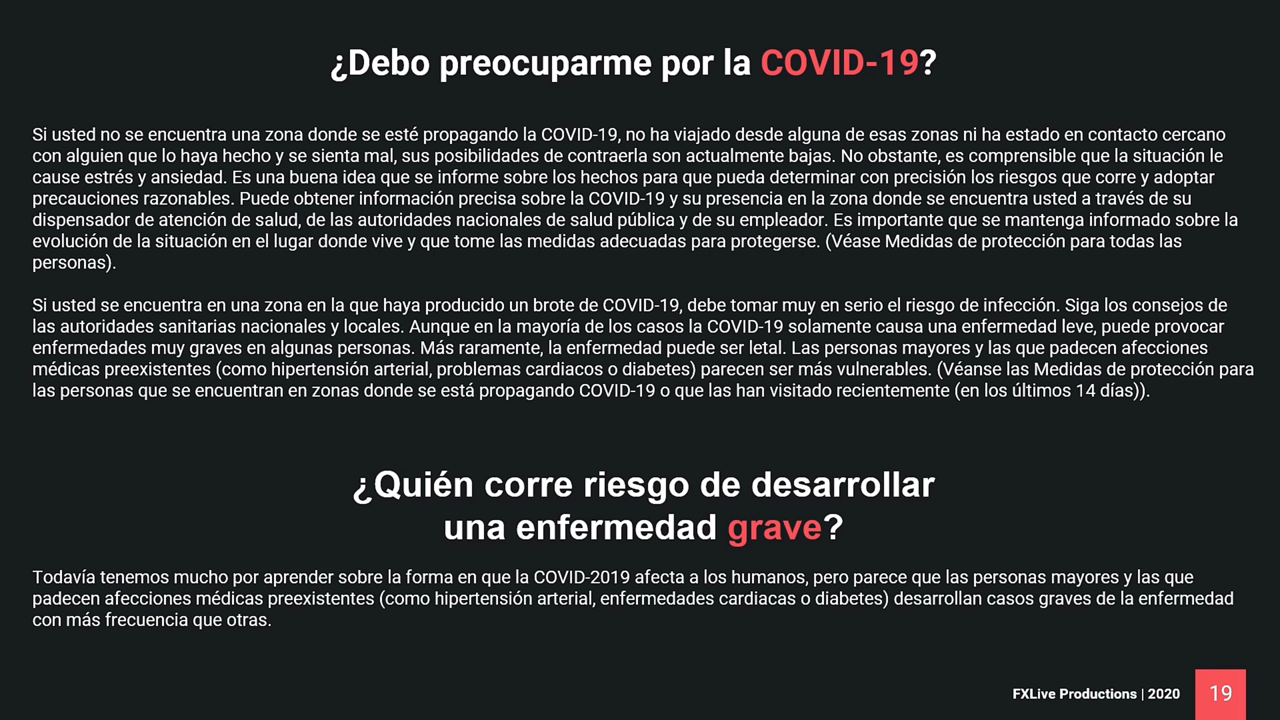 ¿Debo preocuparme por la COVID-19?
Si usted no se encuentra una zona donde se esté propagando la COVID-19, no ha viajado desde alguna de esas zonas ni ha estado en contacto cercano
con alguien que lo haya hecho y se sienta mal, sus posibilidades de contraerla son actualmente bajas. No obstante, es comprensible que la situación le
cause estrés y ansiedad. Es una buena idea que se informe sobre los hechos para que pueda determinar con precisión los riesgos que corre y adoptar
precauciones razonables. Puede obtener información precisa sobre la COVID-19 y su presencia en la zona donde se encuentra usted a través de su
dispensador de atención de salud, de las autoridades nacionales de salud pública y de su empleador. Es importante que se mantenga informado sobre la
evolución de la situación en el lugar donde vive y que tome las medidas adecuadas para protegerse. (Véase Medidas de protección para todas las
personas).
Si usted se encuentra en una zona en la que haya producido un brote de COVID-19, debe tomar muy en serio el riesgo de infección. Siga los consejos de
las autoridades sanitarias nacionales y locales. Aunque en la mayoría de los casos la COVID-19 solamente causa una enfermedad leve, puede provocar
enfermedades muy graves en algunas personas. Más raramente, la enfermedad puede ser letal. Las personas mayores y las que padecen afecciones
médicas preexistentes (como hipertensión arterial, problemas cardiacos o diabetes) parecen ser más vulnerables. (Véanse las Medidas de protección para
las personas que se encuentran en zonas donde se está propagando COVID-19 o que las han visitado recientemente (en los últimos 14 días)).
¿Quién corre riesgo de desarrollar
una enfermedad grave?
Todavía tenemos mucho por aprender sobre la forma en que la COVID-2019 afecta a los humanos, pero parece que las personas mayores y las que
padecen afecciones médicas preexistentes (como hipertensión arterial, enfermedades cardiacas o diabetes) desarrollan casos graves de la enfermedad
con más frecuencia que otras.
FXLive Productions | 2020 19